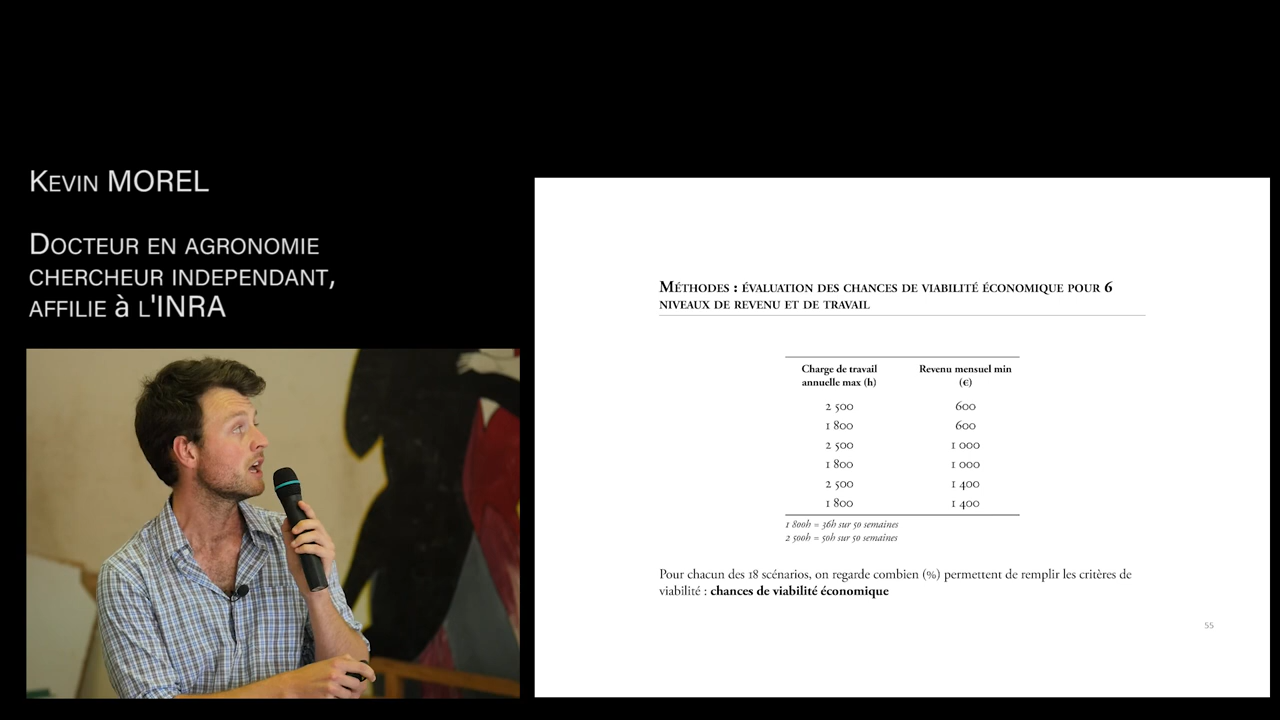 KEVIN MOREL
DOCTEUR EN AGRONOMIE
CHERCHEUR INDEPENDANT,
AFFILIE à L'INRA
MÉTHODES : ÉVALUATION DES CHANCES DE VIABILITÉ ÉCONOMIQUE POUR 6
NIVEAUX DE REVENU ET DE TRAVAIL
Charge de travail annuelle max (h) Revenu mensuel min (€)
2 500 600
1 800 600
2 500 1 000
1 800 1 000
2 500 1 400
1 800 1 400
1 800h = 36h sur 50 semaines
2 500h = 50h sur 50 semaines
Pour chacun des 18 scénarios, on regarde combien (%) permettent de remplir les critères de
viabilité : chances de viabilité économique
55